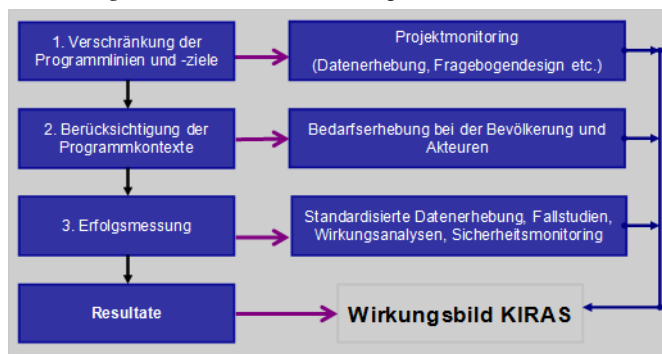 1. Verschränkung der
Programmlinien und -ziele
Projektmonitoring
(Datenerhebung, Fragebogendesign etc.)
2. Berücksichtigung der
Programmkontexte
Bedarfserhebung bei der Bevölkerung und
Akteuren
3. Erfolgsmessung
Standardisierte Datenerhebung, Fallstudien,
Wirkungsanalysen, Sicherheitsmonitoring
Resultate
Wirkungsbild KIRAS